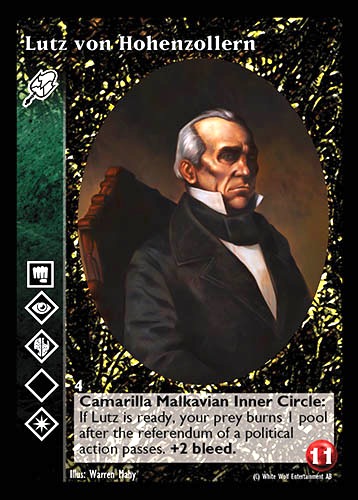 Lutz von Hohenzollern
4
Camarilla Malkavian Inner Circle:
If Lutz is ready, your prey burns 1 pool
after the referendum of a political
action passes. +2 bleed.
11
Illus: Warren Mahy
(C) White Wolf Entertainment AB